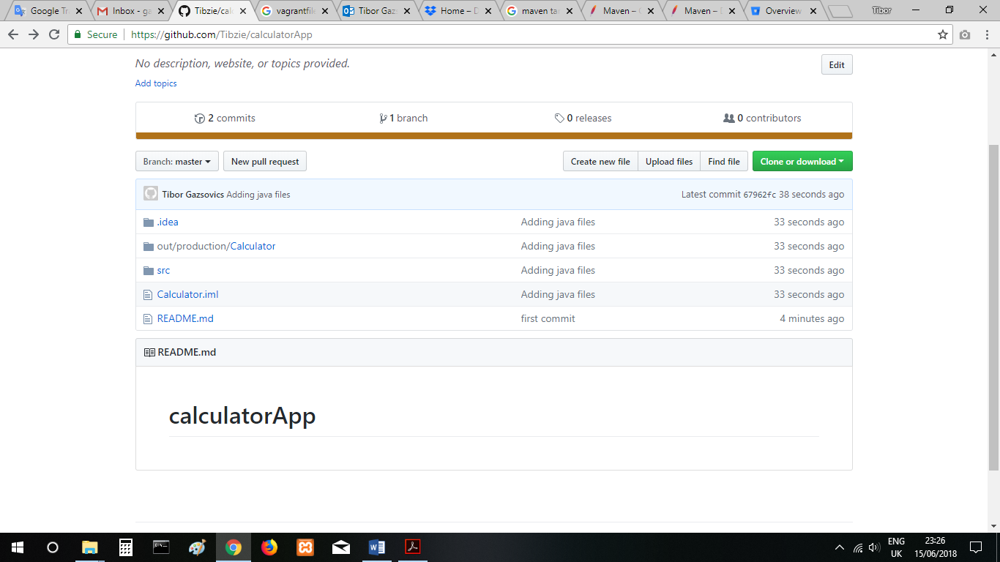 Google Tr Inbox - ga Tibzie/calc vagrantfile Tibor Gazs Home – D maven tar Maven – Maven – Overview Tibor
Secure https://github.com/Tibzie/calculatorApp
No description, website, or topics provided. Edit
Add topics
2 commits 1 branch 0 releases 0 contributors
Branch: master New pull request Create new file Upload files Find file Clone or download
Tibor Gazsovics Adding java files Latest commit 67962fc 38 seconds ago
.idea Adding java files 33 seconds ago
out/production/Calculator Adding java files 33 seconds ago
src Adding java files 33 seconds ago
Calculator.iml Adding java files 33 seconds ago
README.md first commit 4 minutes ago
README.md
calculatorApp
ENG 23:26
UK 15/06/2018